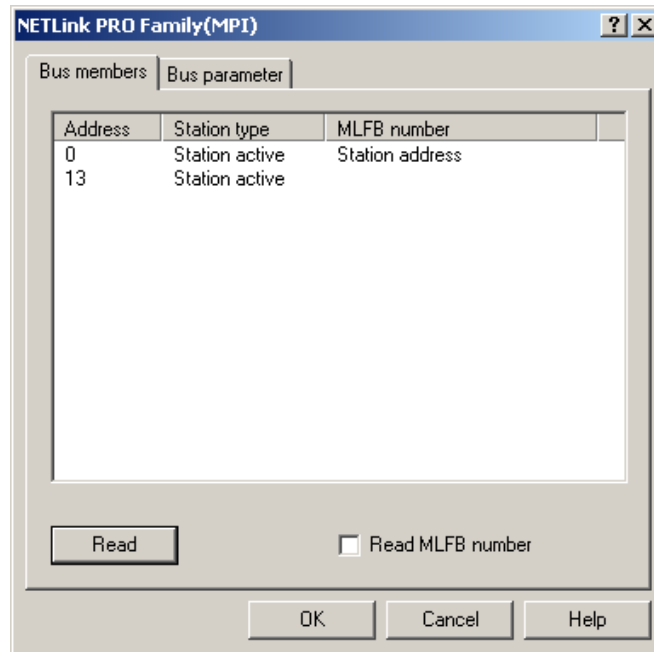 NETLink PRO Family(MPI)
Bus members Bus parameter
Address Station type MLFB number
0 Station active Station address
13 Station active
Read Read MLFB number
OK Cancel Help